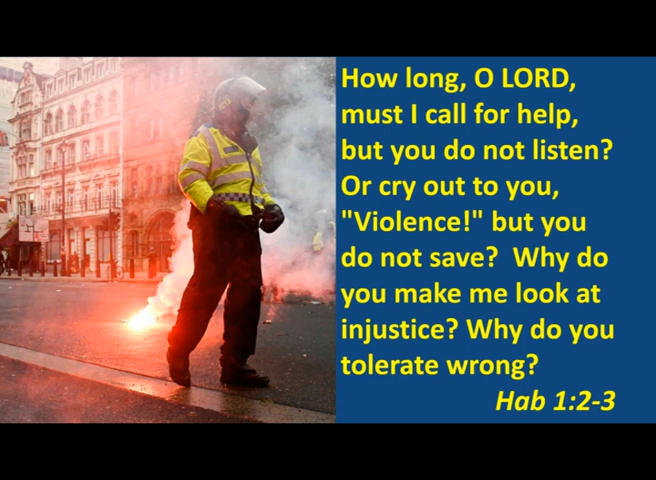 How long, O LORD,
must I call for help,
but you do not listen?
Or cry out to you,
"Violence!" but you
do not save?  Why do
you make me look at
injustice? Why do you
tolerate wrong?
Hab 1:2-3